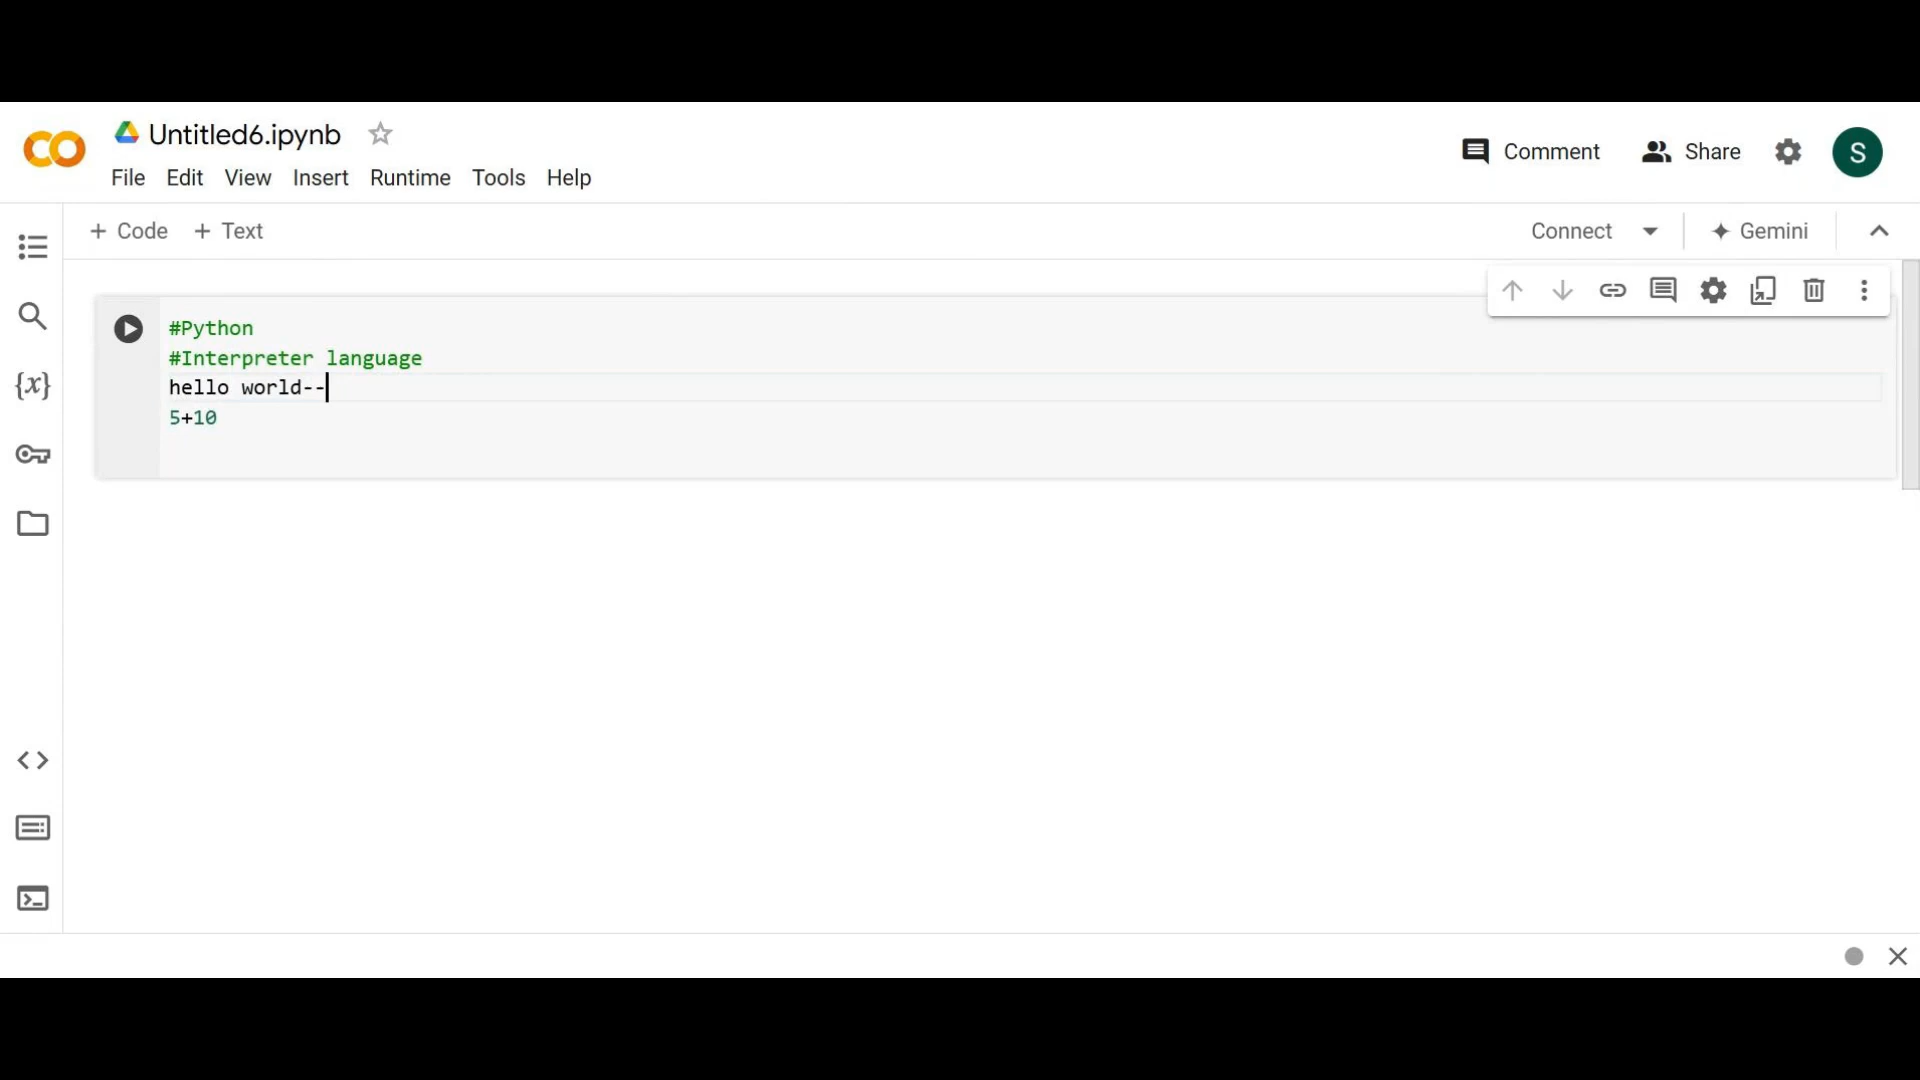 Untitled6.ipynb
File Edit View Insert Runtime Tools Help
Comment Share S
+ Code + Text
Connect Gemini
{x}
#Python
#Interpreter language
hello world--
5+10